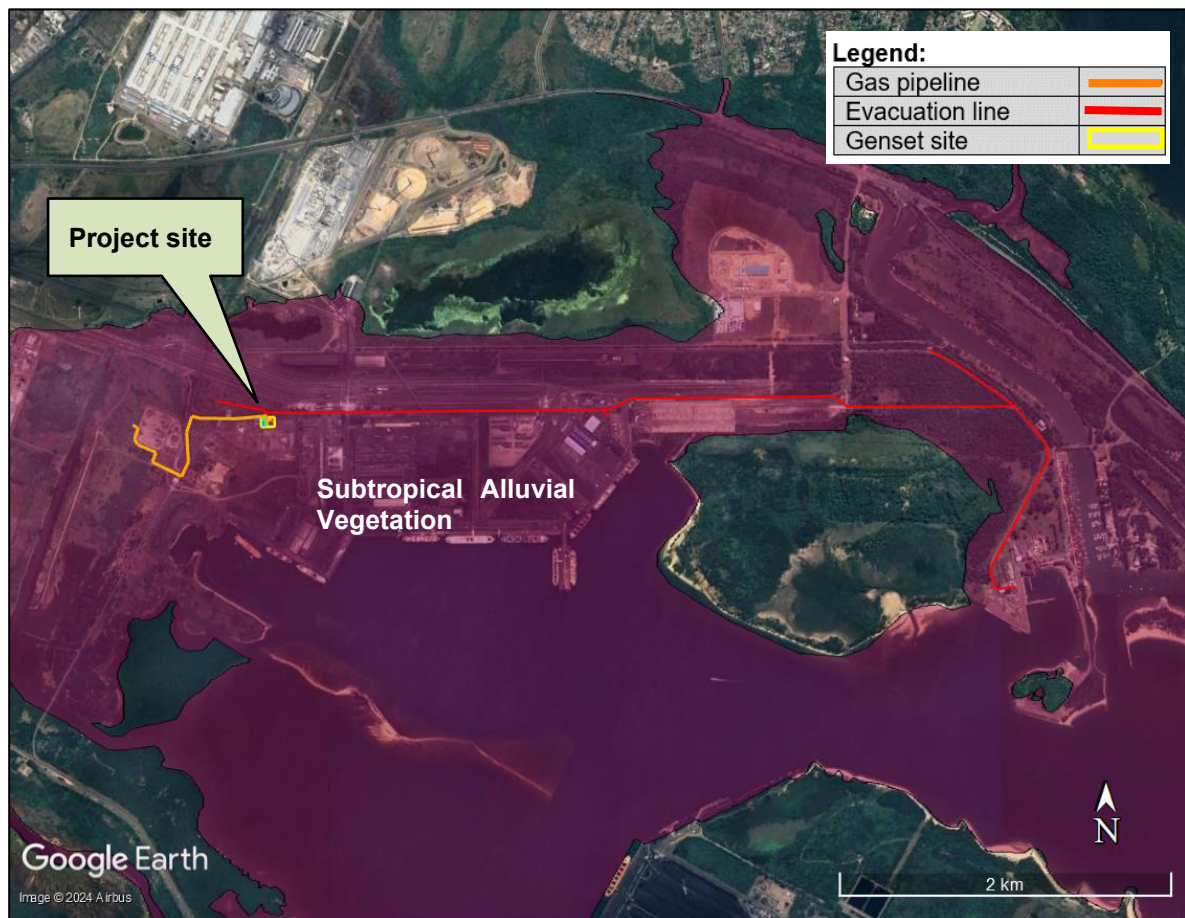 Legend:
Gas pipeline
Evacuation line
Genset site
Project site
Subtropical Alluvial
Vegetation
N
Google Earth
Image © 2024 Airbus
2 km